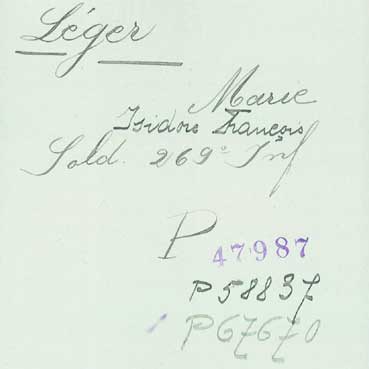 Léger
Marie
Isidore François
Sold. 269e Inf
P 47987
P 58837
P 67670